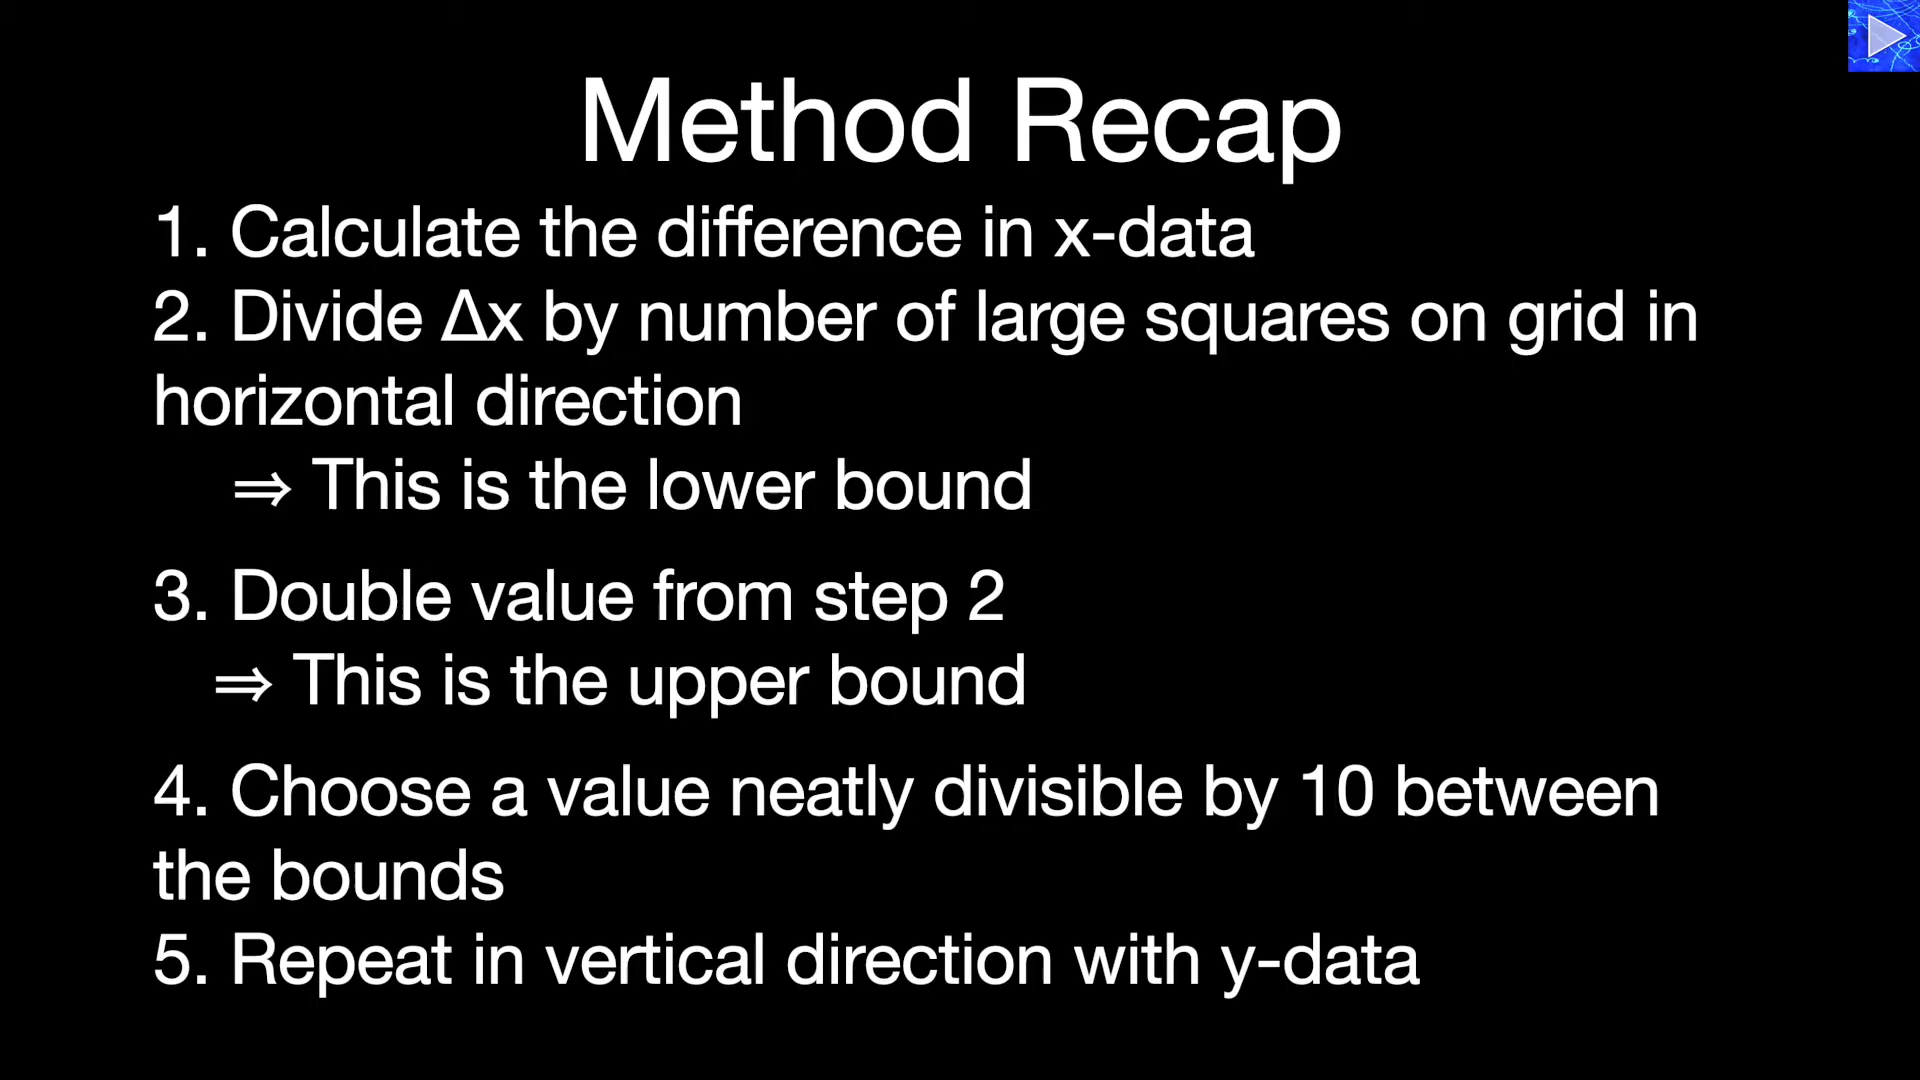 Method Recap
1. Calculate the difference in x-data
2. Divide Δx by number of large squares on grid in
horizontal direction
⇒ This is the lower bound
3. Double value from step 2
⇒ This is the upper bound
4. Choose a value neatly divisible by 10 between
the bounds
5. Repeat in vertical direction with y-data